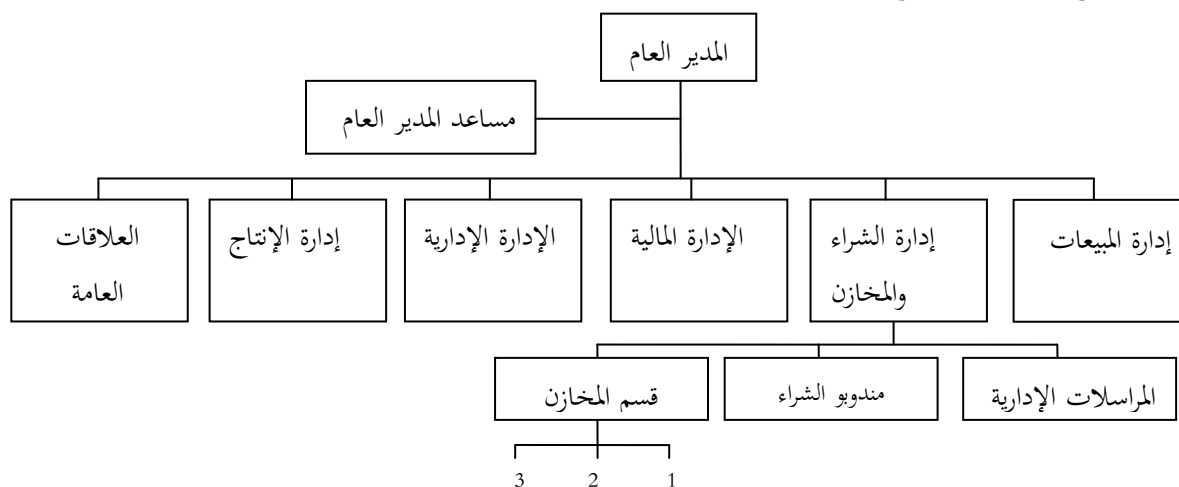 المدير العام
مساعد المدير العام
إدارة المبيعات
إدارة الشراء
والمخازن
الإدارة المالية
الإدارة الإدارية
إدارة الإنتاج
العلاقات
العامة
المراسلات الإدارية
مندوبو الشراء
قسم المخازن
1
2
3